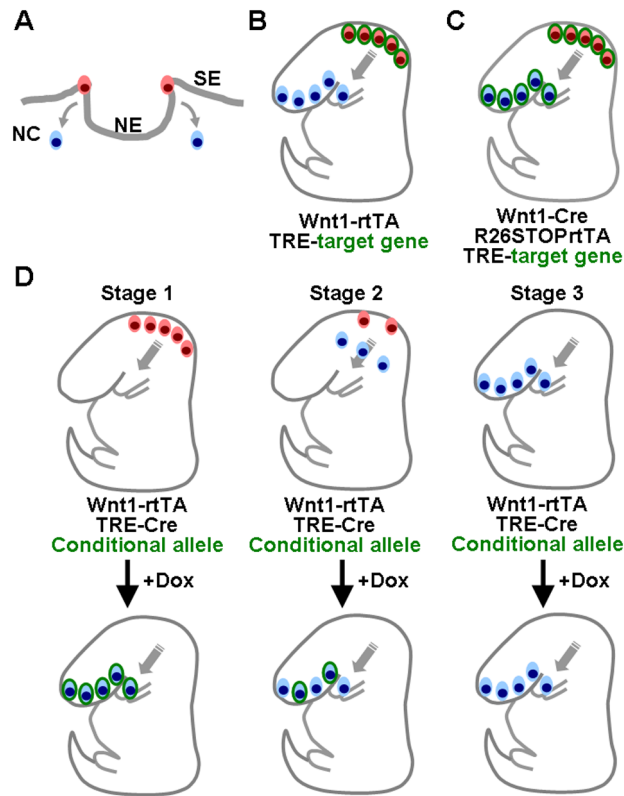 A
SE
NC
NE
B
Wnt1-rtTA
TRE-target gene
C
Wnt1-Cre
R26STOPrtTA
TRE-target gene
D
Stage 1
Stage 2
Stage 3
Wnt1-rtTA
TRE-Cre
Conditional allele
Wnt1-rtTA
TRE-Cre
Conditional allele
Wnt1-rtTA
TRE-Cre
Conditional allele
+Dox
+Dox
+Dox